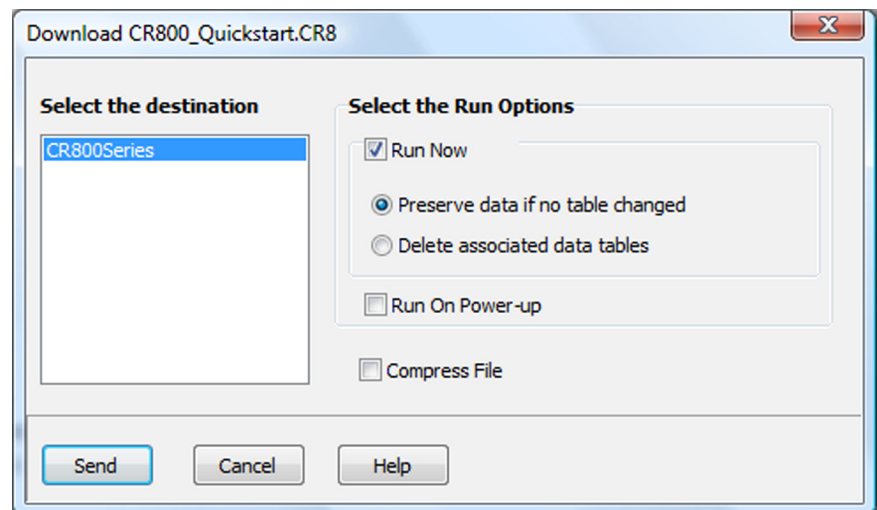 Download CR800_Quickstart.CR8
Select the destination
CR800Series
Select the Run Options
Run Now
Preserve data if no table changed
Delete associated data tables
Run On Power-up
Compress File
Send
Cancel
Help